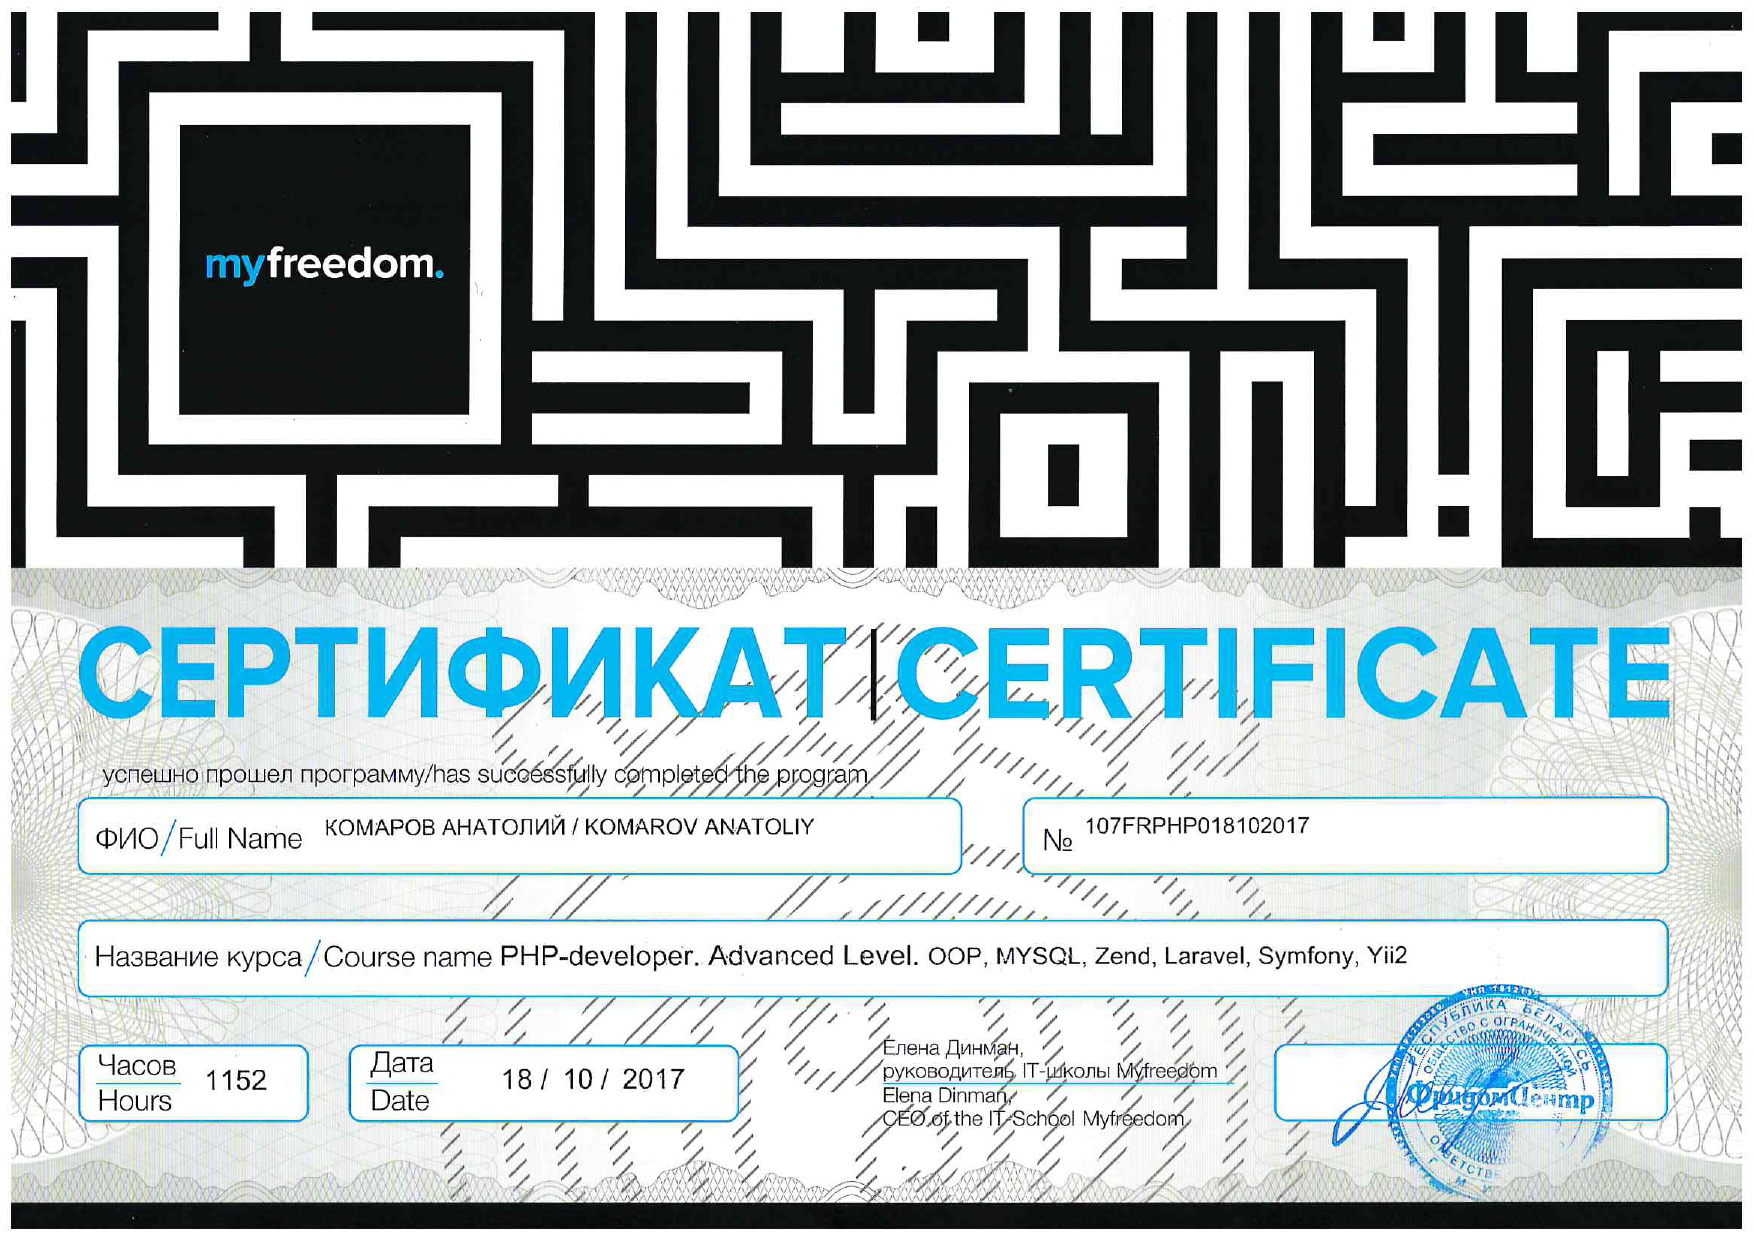 myfreedom.
СЕРТИФИКАТ | CERTIFICATE
успешно прошел программу/has successfully completed the program
ФИО/Full Name КОМАРОВ АНАТОЛИЙ / KOMAROV ANATOLIY
№ 107FRPHP018102017
Название курса/Course name PHP-developer. Advanced Level. OOP, MYSQL, Zend, Laravel, Symfony, Yii2
Часов
Hours
1152
Дата
Date
18 / 10 / 2017
Елена Динман,
руководитель IT-школы Myfreedom
Elena Dinman,
CEO of the IT-School Myfreedom
РЕСПУБЛИКА БЕЛАРУСЬ
ОБЩЕСТВО С ОГРАНИЧЕННОЙ
ФридомЦентр